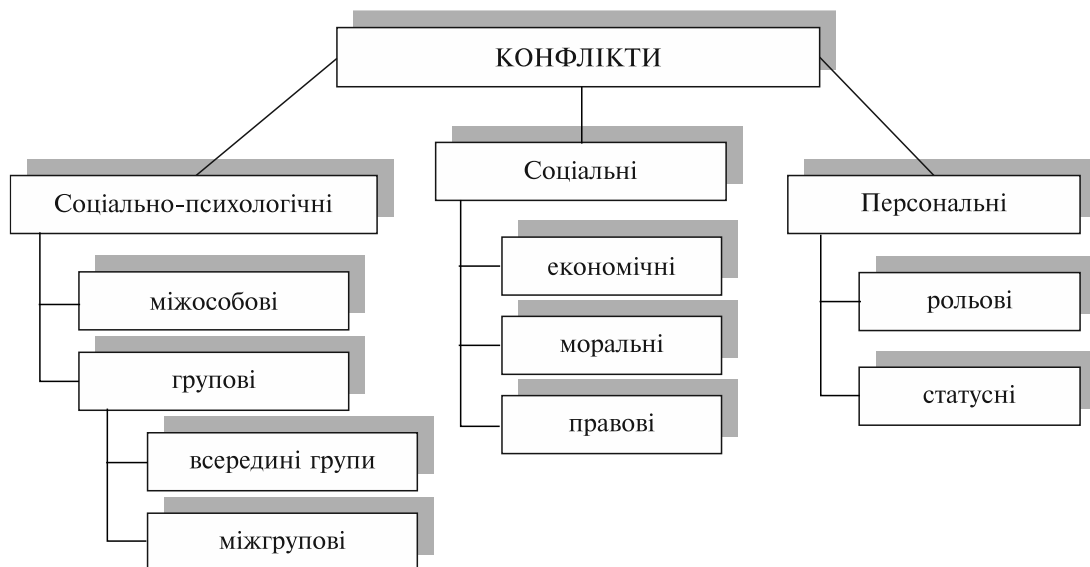 КОНФЛІКТИ
Соціально-психологічні
міжособові
групові
всередині групи
міжгрупові
Соціальні
економічні
моральні
правові
Персональні
рольові
статусні